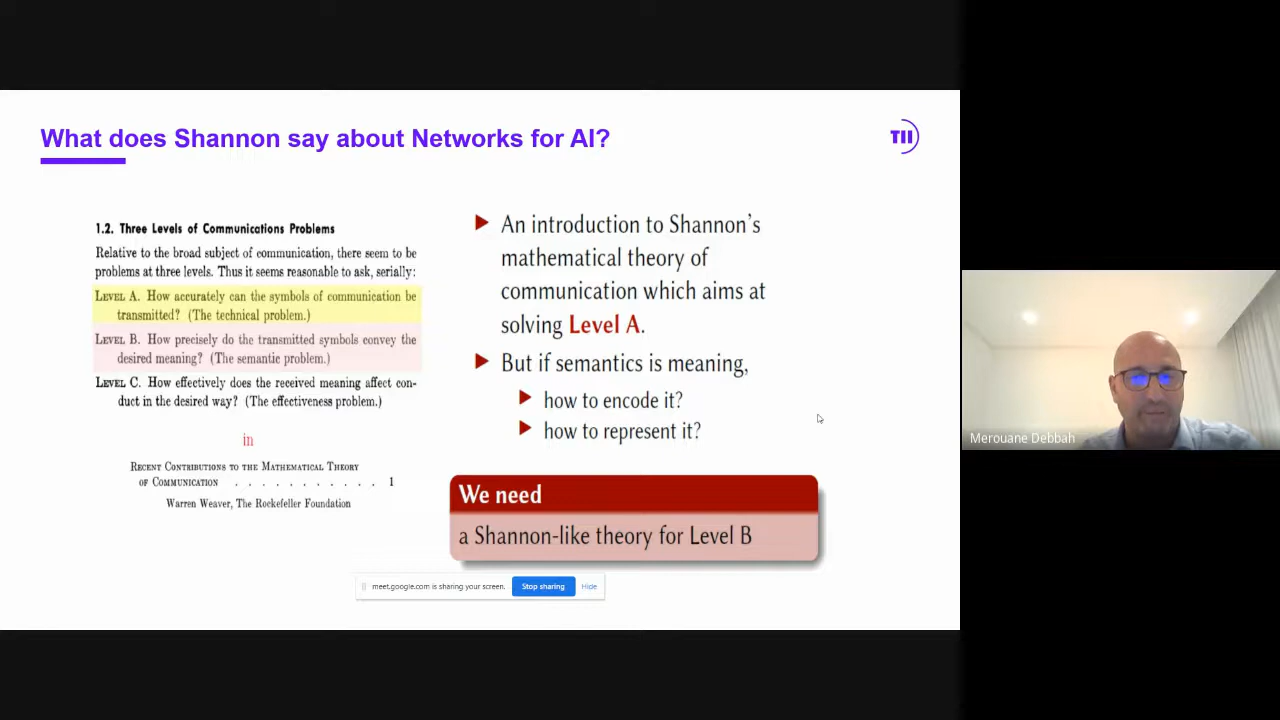 What does Shannon say about Networks for AI?
TII
1.2. Three Levels of Communications Problems
Relative to the broad subject of communication, there seem to be
problems at three levels. Thus it seems reasonable to ask, serially:
LEVEL A. How accurately can the symbols of communication be
transmitted? (The technical problem.)
LEVEL B. How precisely do the transmitted symbols convey the
desired meaning? (The semantic problem.)
LEVEL C. How effectively does the received meaning affect con-
duct in the desired way? (The effectiveness problem.)
in
RECENT CONTRIBUTIONS TO THE MATHEMATICAL THEORY
OF COMMUNICATION . . . . . . . . . . . 1
Warren Weaver, The Rockefeller Foundation
An introduction to Shannon's
mathematical theory of
communication which aims at
solving Level A.
But if semantics is meaning,
how to encode it?
how to represent it?
We need
a Shannon-like theory for Level B
meet.google.com is sharing your screen. Stop sharing Hide
Merouane Debbah